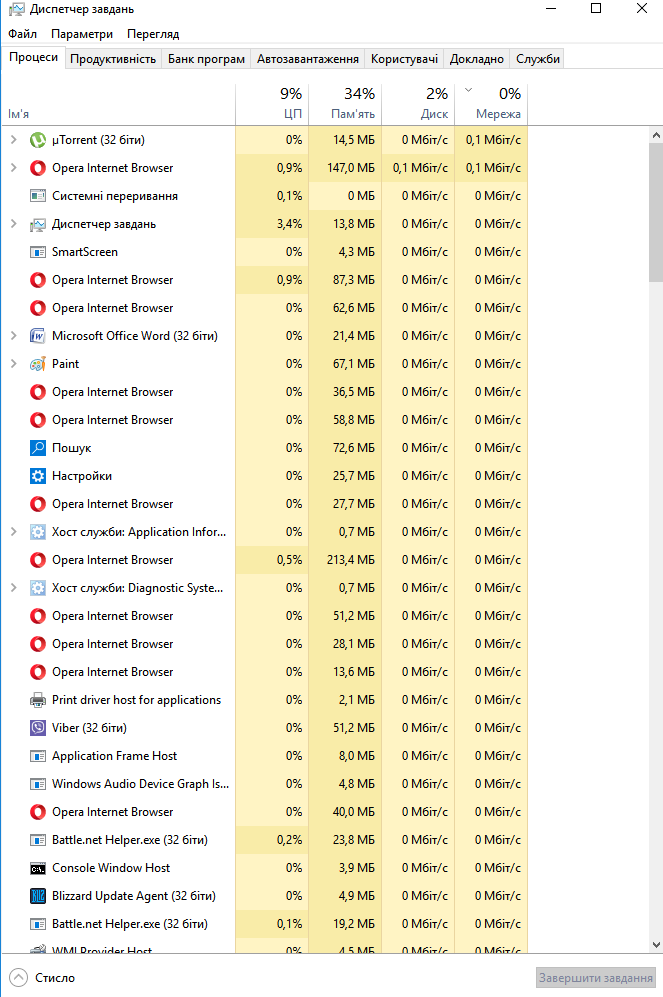 Диспетчер завдань
Файл Параметри Перегляд
Процеси Продуктивність Банк програм Автозавантаження Користувачі Докладно Служби
9% 34% 2% 0%
Ім'я ЦП Пам'ять Диск Мережа
µTorrent (32 біти) 0% 14,5 МБ 0 Мбіт/с 0,1 Мбіт/с
Opera Internet Browser 0,9% 147,0 МБ 0,1 Мбіт/с 0,1 Мбіт/с
Системні переривання 0,1% 0 МБ 0 Мбіт/с 0 Мбіт/с
Диспетчер завдань 3,4% 13,8 МБ 0 Мбіт/с 0 Мбіт/с
SmartScreen 0% 4,3 МБ 0 Мбіт/с 0 Мбіт/с
Opera Internet Browser 0,9% 87,3 МБ 0 Мбіт/с 0 Мбіт/с
Opera Internet Browser 0% 62,6 МБ 0 Мбіт/с 0 Мбіт/с
Microsoft Office Word (32 біти) 0% 21,4 МБ 0 Мбіт/с 0 Мбіт/с
Paint 0% 67,1 МБ 0 Мбіт/с 0 Мбіт/с
Opera Internet Browser 0% 36,5 МБ 0 Мбіт/с 0 Мбіт/с
Opera Internet Browser 0% 58,8 МБ 0 Мбіт/с 0 Мбіт/с
Пошук 0% 72,6 МБ 0 Мбіт/с 0 Мбіт/с
Настройки 0% 25,7 МБ 0 Мбіт/с 0 Мбіт/с
Opera Internet Browser 0% 27,7 МБ 0 Мбіт/с 0 Мбіт/с
Хост служби: Application Infor... 0% 0,7 МБ 0 Мбіт/с 0 Мбіт/с
Opera Internet Browser 0,5% 213,4 МБ 0 Мбіт/с 0 Мбіт/с
Хост служби: Diagnostic Syste... 0% 0,7 МБ 0 Мбіт/с 0 Мбіт/с
Opera Internet Browser 0% 51,2 МБ 0 Мбіт/с 0 Мбіт/с
Opera Internet Browser 0% 28,1 МБ 0 Мбіт/с 0 Мбіт/с
Opera Internet Browser 0% 13,6 МБ 0 Мбіт/с 0 Мбіт/с
Print driver host for applications 0% 2,1 МБ 0 Мбіт/с 0 Мбіт/с
Viber (32 біти) 0% 51,2 МБ 0 Мбіт/с 0 Мбіт/с
Application Frame Host 0% 8,0 МБ 0 Мбіт/с 0 Мбіт/с
Windows Audio Device Graph Is... 0% 4,8 МБ 0 Мбіт/с 0 Мбіт/с
Opera Internet Browser 0% 40,0 МБ 0 Мбіт/с 0 Мбіт/с
Battle.net Helper.exe (32 біти) 0,2% 23,8 МБ 0 Мбіт/с 0 Мбіт/с
Console Window Host 0% 3,9 МБ 0 Мбіт/с 0 Мбіт/с
Blizzard Update Agent (32 біти) 0% 4,9 МБ 0 Мбіт/с 0 Мбіт/с
Battle.net Helper.exe (32 біти) 0,1% 19,2 МБ 0 Мбіт/с 0 Мбіт/с
WMI Provider Host 0% 4,5 МБ 0 Мбіт/с 0 Мбіт/с
Стисло Завершити завдання